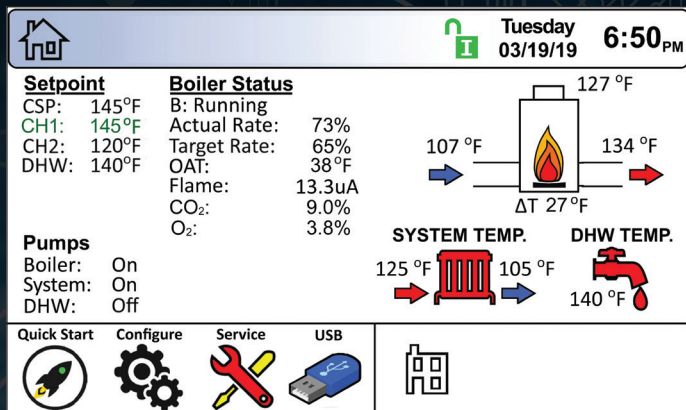 Tuesday
03/19/19
6:50PM
Setpoint
CSP: 145°F
CH1: 145°F
CH2: 120°F
DHW: 140°F
Boiler Status
B: Running
Actual Rate: 73%
Target Rate: 65%
OAT: 38°F
Flame: 13.3uA
CO₂: 9.0%
O₂: 3.8%
127 °F
107 °F
134 °F
ΔT 27 °F
Pumps
Boiler: On
System: On
DHW: Off
SYSTEM TEMP.
125 °F
105 °F
DHW TEMP.
140 °F
Quick Start
Configure
Service
USB